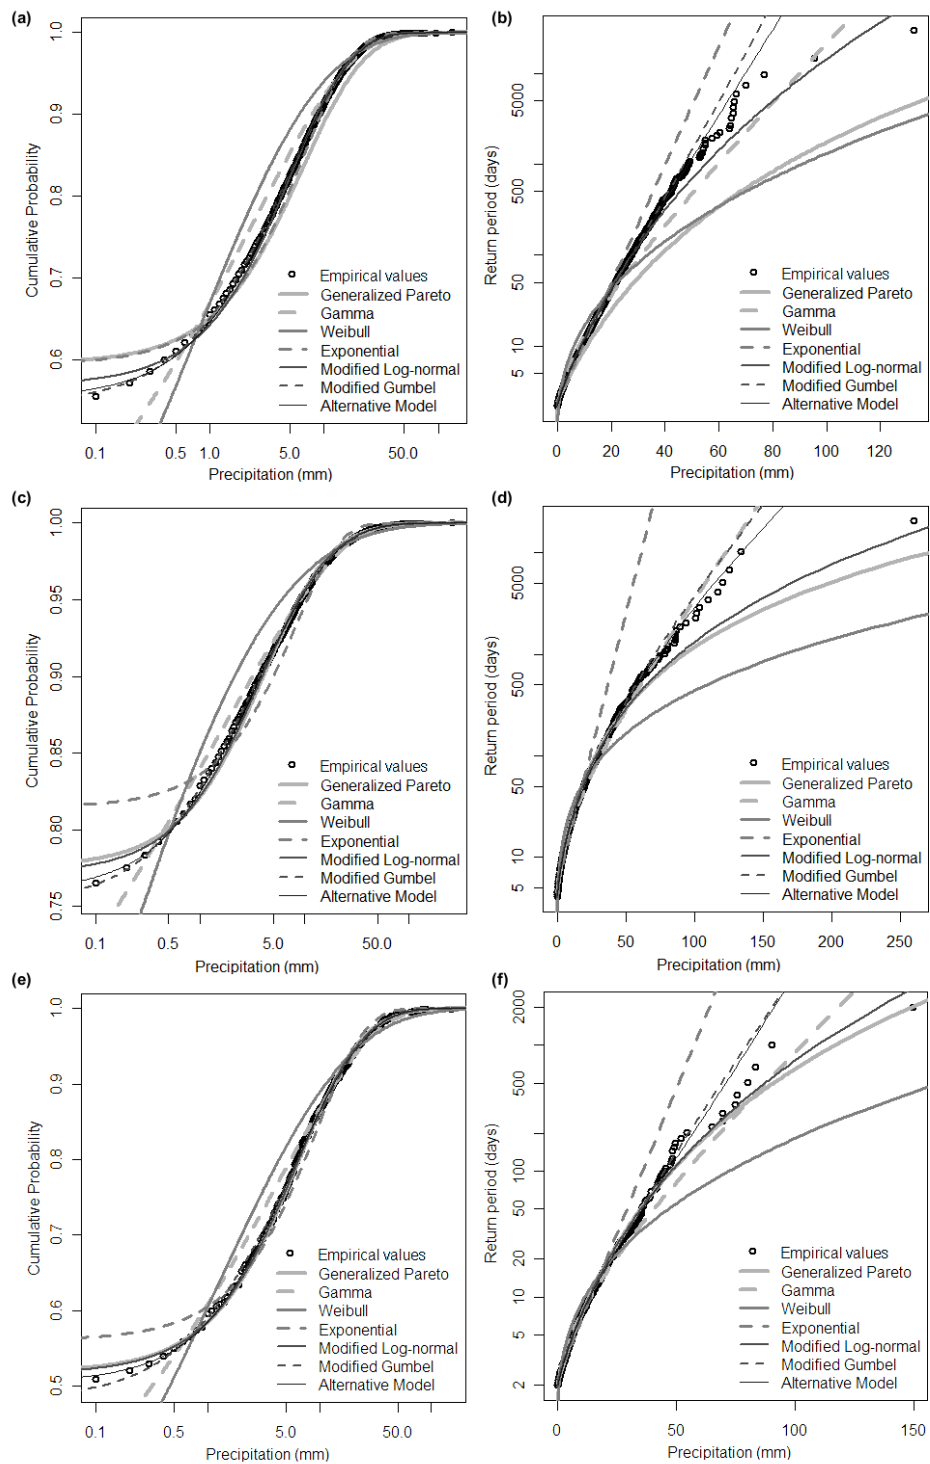 (a)
Cumulative Probability
1.0
0.9
0.8
0.7
0.6
Empirical values
Generalized Pareto
Gamma
Weibull
Exponential
Modified Log-normal
Modified Gumbel
Alternative Model
0.1 0.5 1.0 5.0 50.0
Precipitation (mm)
(b)
Return period (days)
5000
500
50
10
5
Empirical values
Generalized Pareto
Gamma
Weibull
Exponential
Modified Log-normal
Modified Gumbel
Alternative Model
0 20 40 60 80 100 120
Precipitation (mm)
(c)
Cumulative Probability
1.00
0.95
0.90
0.85
0.80
0.75
Empirical values
Generalized Pareto
Gamma
Weibull
Exponential
Modified Log-normal
Modified Gumbel
Alternative Model
0.1 0.5 5.0 50.0
Precipitation (mm)
(d)
Return period (days)
5000
500
50
10
5
Empirical values
Generalized Pareto
Gamma
Weibull
Exponential
Modified Log-normal
Modified Gumbel
Alternative Model
0 50 100 150 200 250
Precipitation (mm)
(e)
Cumulative Probability
1.0
0.9
0.8
0.7
0.6
0.5
Empirical values
Generalized Pareto
Gamma
Weibull
Exponential
Modified Log-normal
Modified Gumbel
Alternative Model
0.1 1.0 5.0 50.0
Precipitation (mm)
(f)
Return period (days)
2000
500
100
50
20
10
5
2
Empirical values
Generalized Pareto
Gamma
Weibull
Exponential
Modified Log-normal
Modified Gumbel
Alternative Model
0 50 100 150
Precipitation (mm)